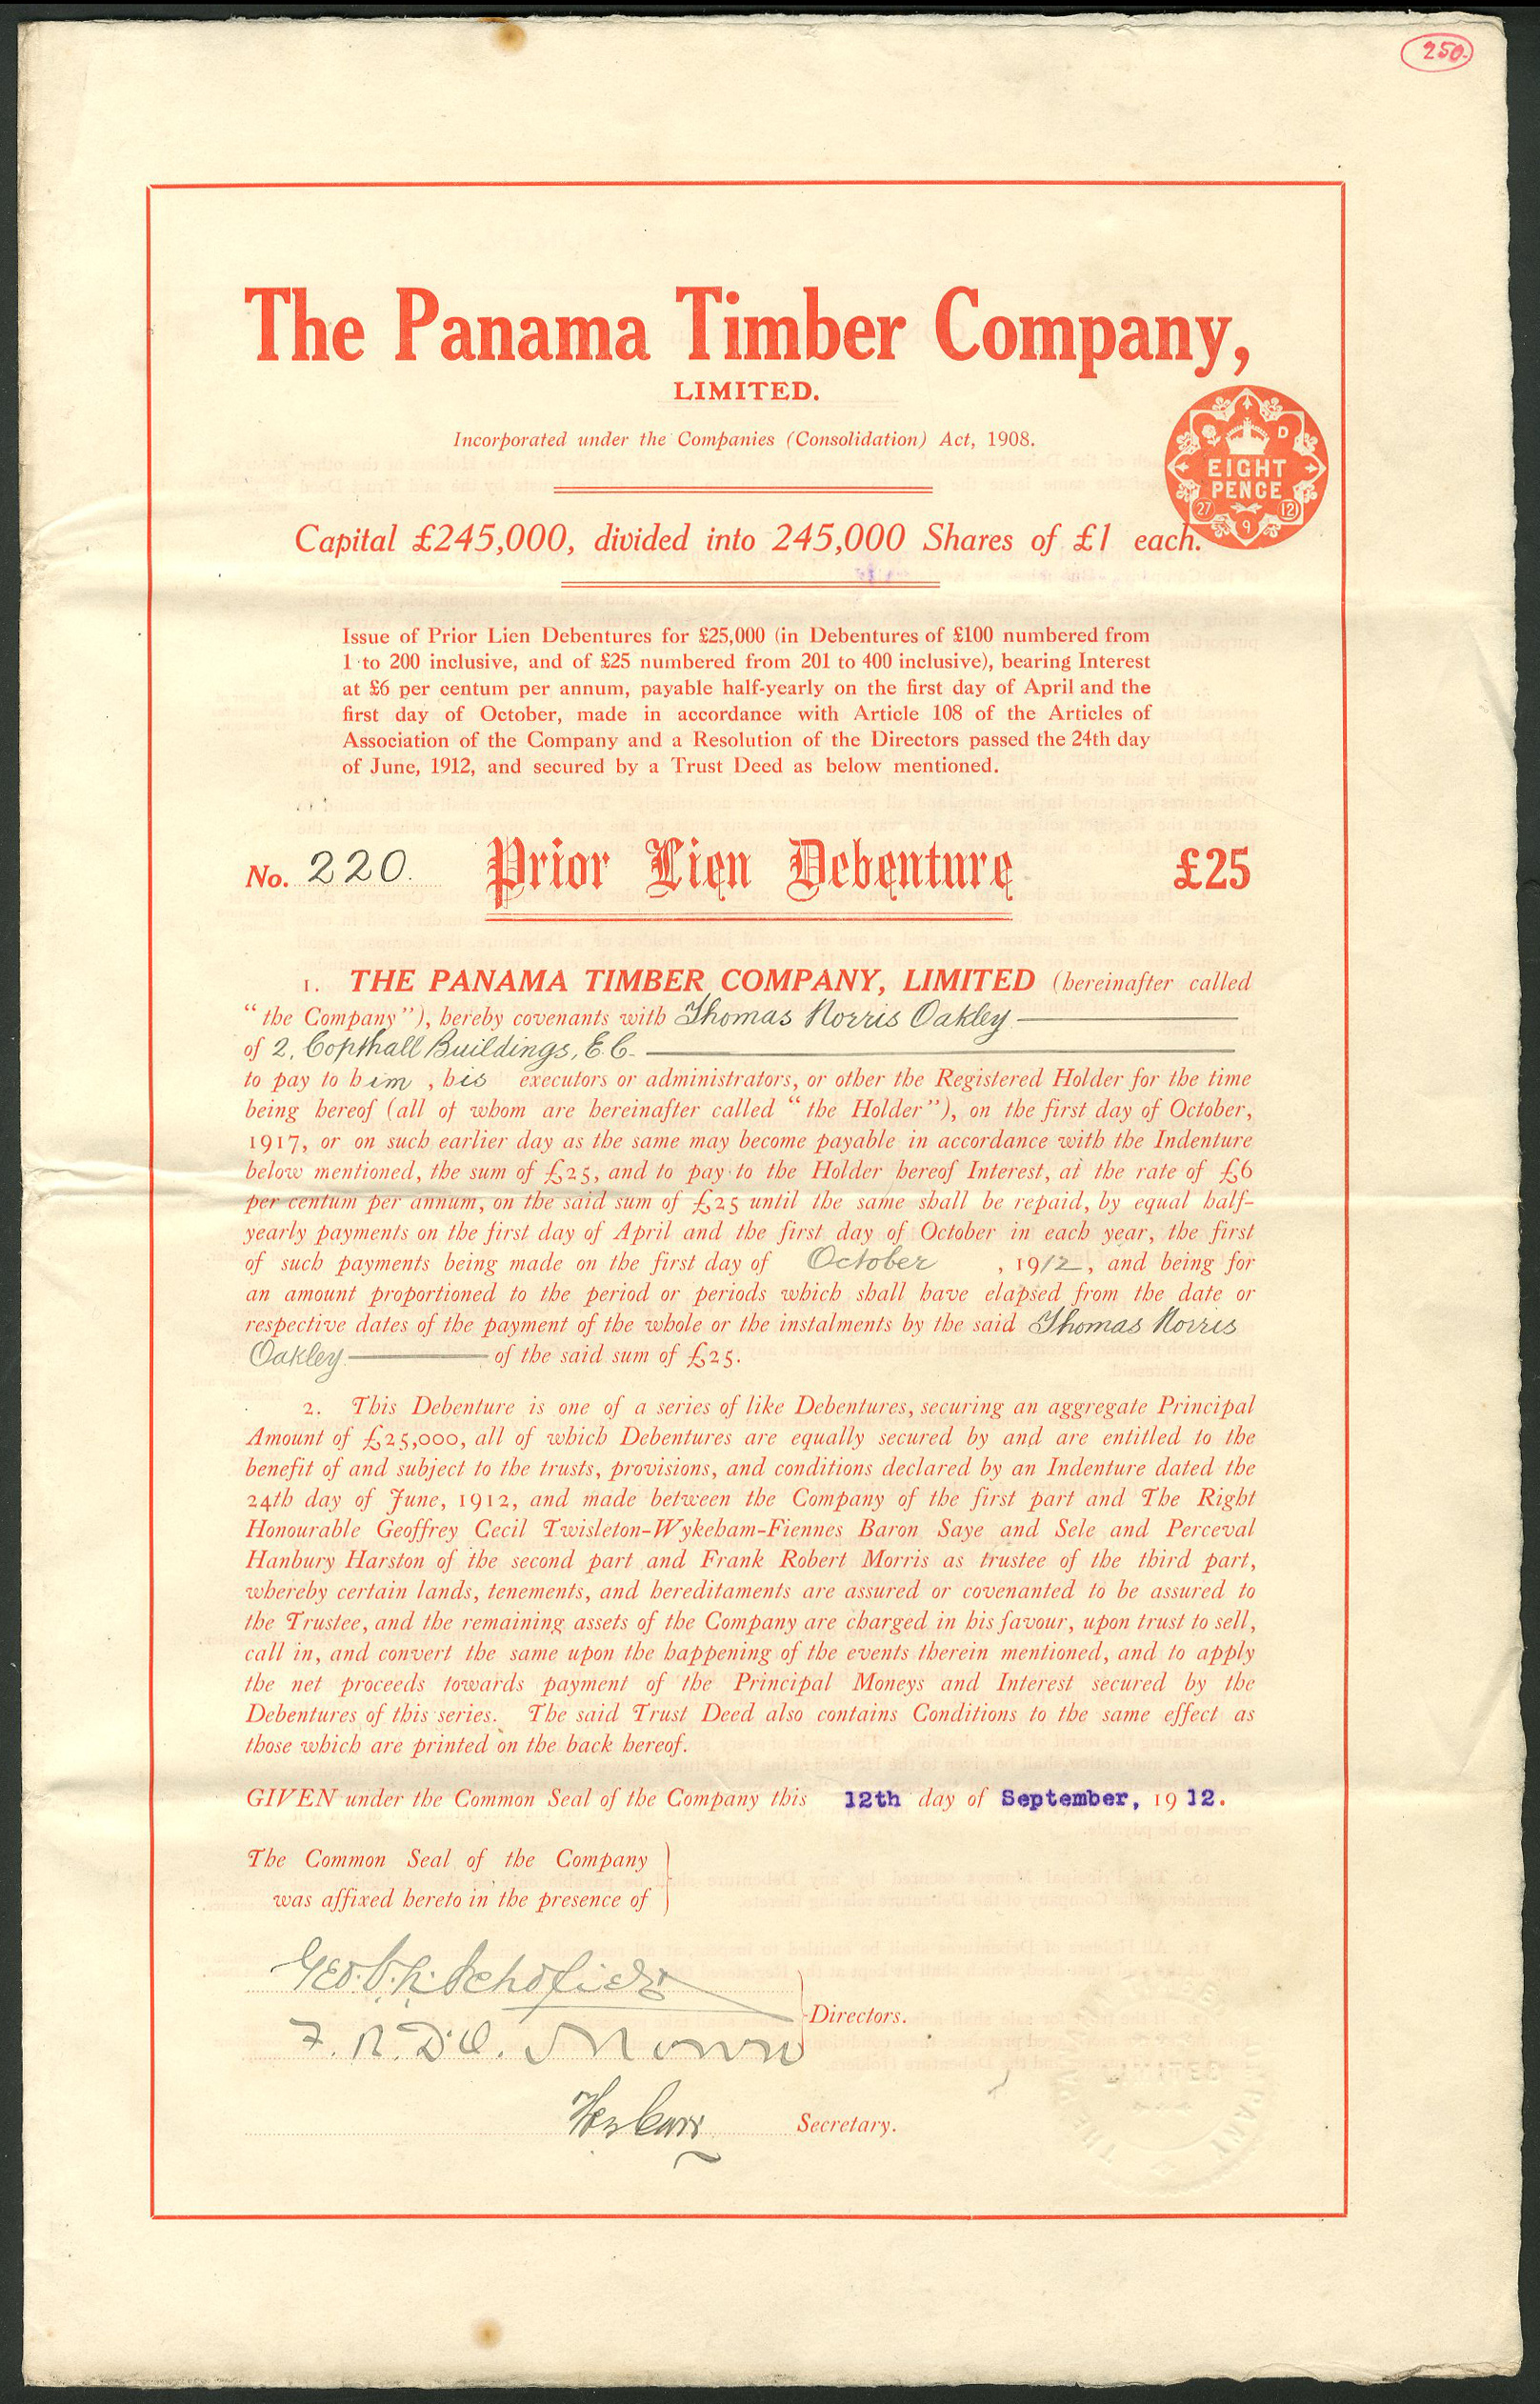 250.
The Panama Timber Company,
LIMITED.
Incorporated under the Companies (Consolidation) Act, 1908.
D
EIGHT
PENCE
27 9 12
Capital £245,000, divided into 245,000 Shares of £1 each.
Issue of Prior Lien Debentures for £25,000 (in Debentures of £100 numbered from
1 to 200 inclusive, and of £25 numbered from 201 to 400 inclusive), bearing Interest
at £6 per centum per annum, payable half-yearly on the first day of April and the
first day of October, made in accordance with Article 108 of the Articles of
Association of the Company and a Resolution of the Directors passed the 24th day
of June, 1912, and secured by a Trust Deed as below mentioned.
No. 220. Prior Lien Debenture £25
1. THE PANAMA TIMBER COMPANY, LIMITED (hereinafter called
"the Company"), hereby covenants with Thomas Norris Oakley
of 2, Copthall Buildings, E.C.
to pay to him, his executors or administrators, or other the Registered Holder for the time
being hereof (all of whom are hereinafter called "the Holder"), on the first day of October,
1917, or on such earlier day as the same may become payable in accordance with the Indenture
below mentioned, the sum of £25, and to pay to the Holder hereof Interest, at the rate of £6
per centum per annum, on the said sum of £25 until the same shall be repaid, by equal half-
yearly payments on the first day of April and the first day of October in each year, the first
of such payments being made on the first day of October, 1912, and being for
an amount proportioned to the period or periods which shall have elapsed from the date or
respective dates of the payment of the whole or the instalments by the said Thomas Norris
Oakley of the said sum of £25.
2. This Debenture is one of a series of like Debentures, securing an aggregate Principal
Amount of £25,000, all of which Debentures are equally secured by and are entitled to the
benefit of and subject to the trusts, provisions, and conditions declared by an Indenture dated the
24th day of June, 1912, and made between the Company of the first part and The Right
Honourable Geoffrey Cecil Twisleton-Wykeham-Fiennes Baron Saye and Sele and Perceval
Hanbury Harston of the second part and Frank Robert Morris as trustee of the third part,
whereby certain lands, tenements, and hereditaments are assured or covenanted to be assured to
the Trustee, and the remaining assets of the Company are charged in his favour, upon trust to sell,
call in, and convert the same upon the happening of the events therein mentioned, and to apply
the net proceeds towards payment of the Principal Moneys and Interest secured by the
Debentures of this series. The said Trust Deed also contains Conditions to the same effect as
those which are printed on the back hereof.
GIVEN under the Common Seal of the Company this 12th day of September, 1912.
The Common Seal of the Company
was affixed hereto in the presence of
Directors.
Secretary.
LIMITED